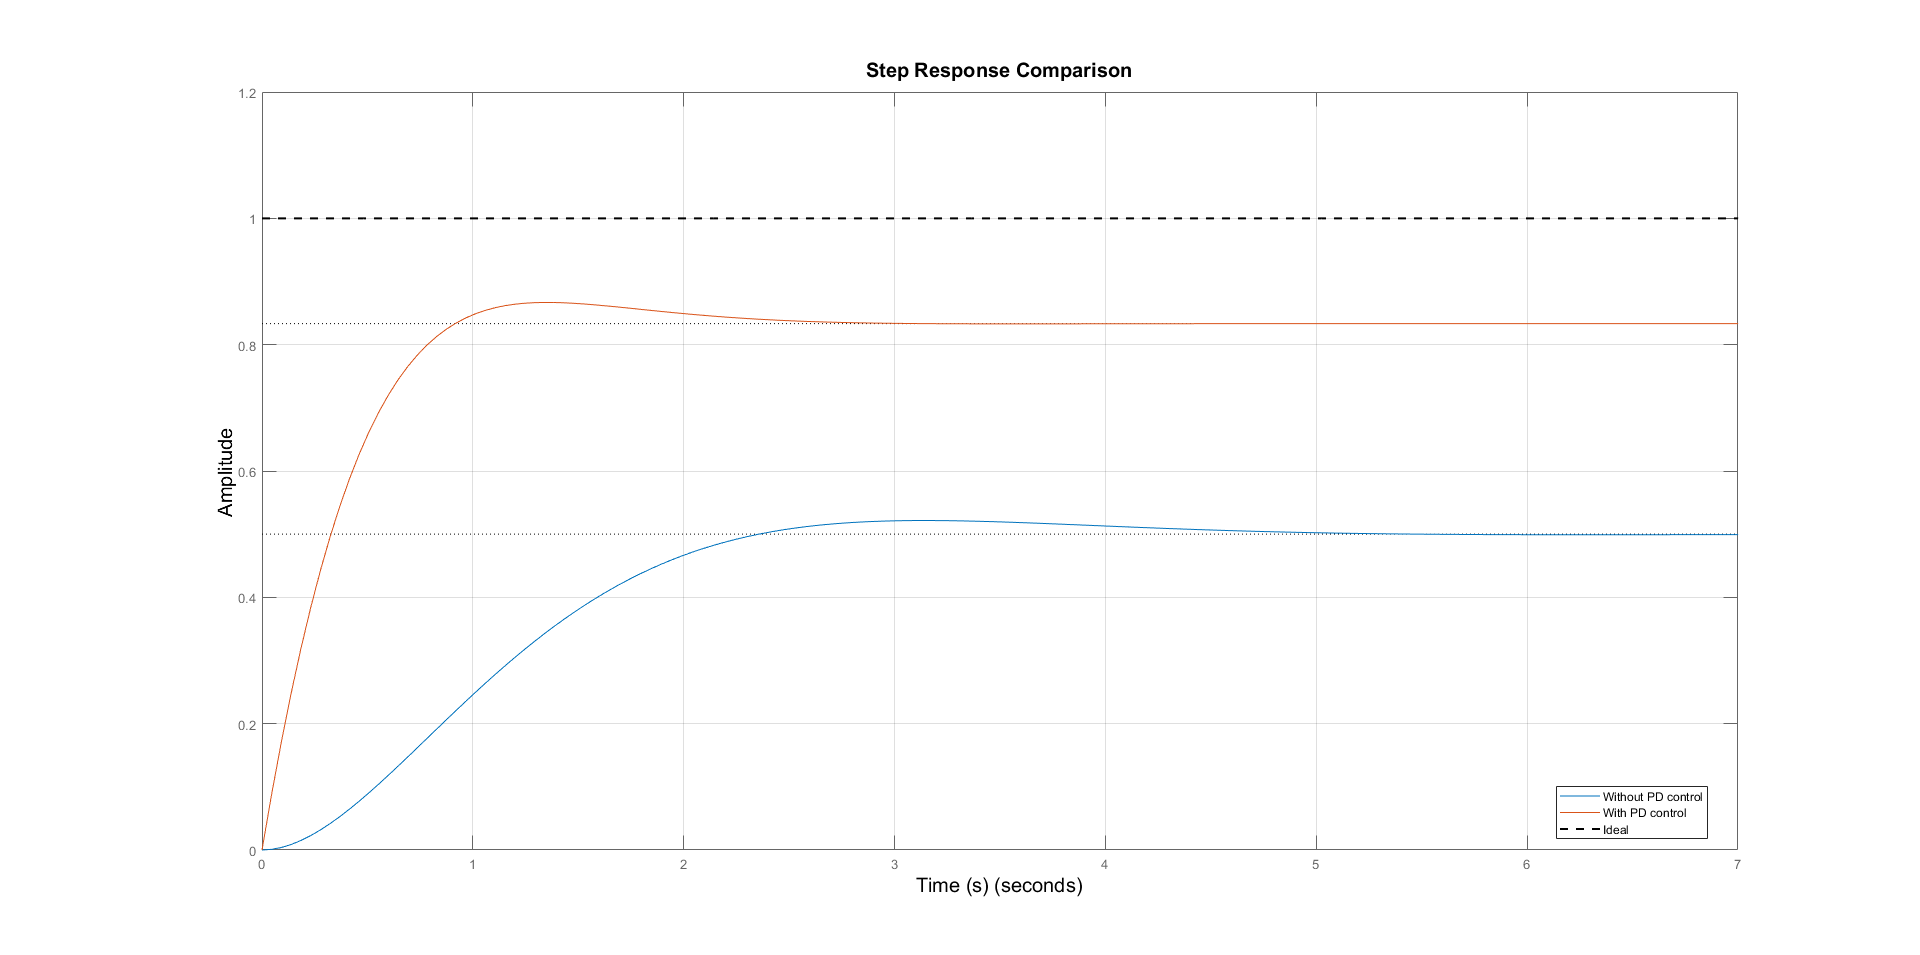 Step Response Comparison
1.2
1
0.8
0.6
0.4
0.2
0
Amplitude
0 1 2 3 4 5 6 7
Time (s) (seconds)
Without PD control
With PD control
Ideal